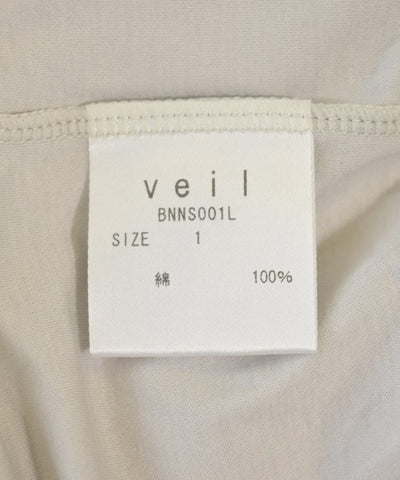 veil
BNNS001L
SIZE 1
綿 100%